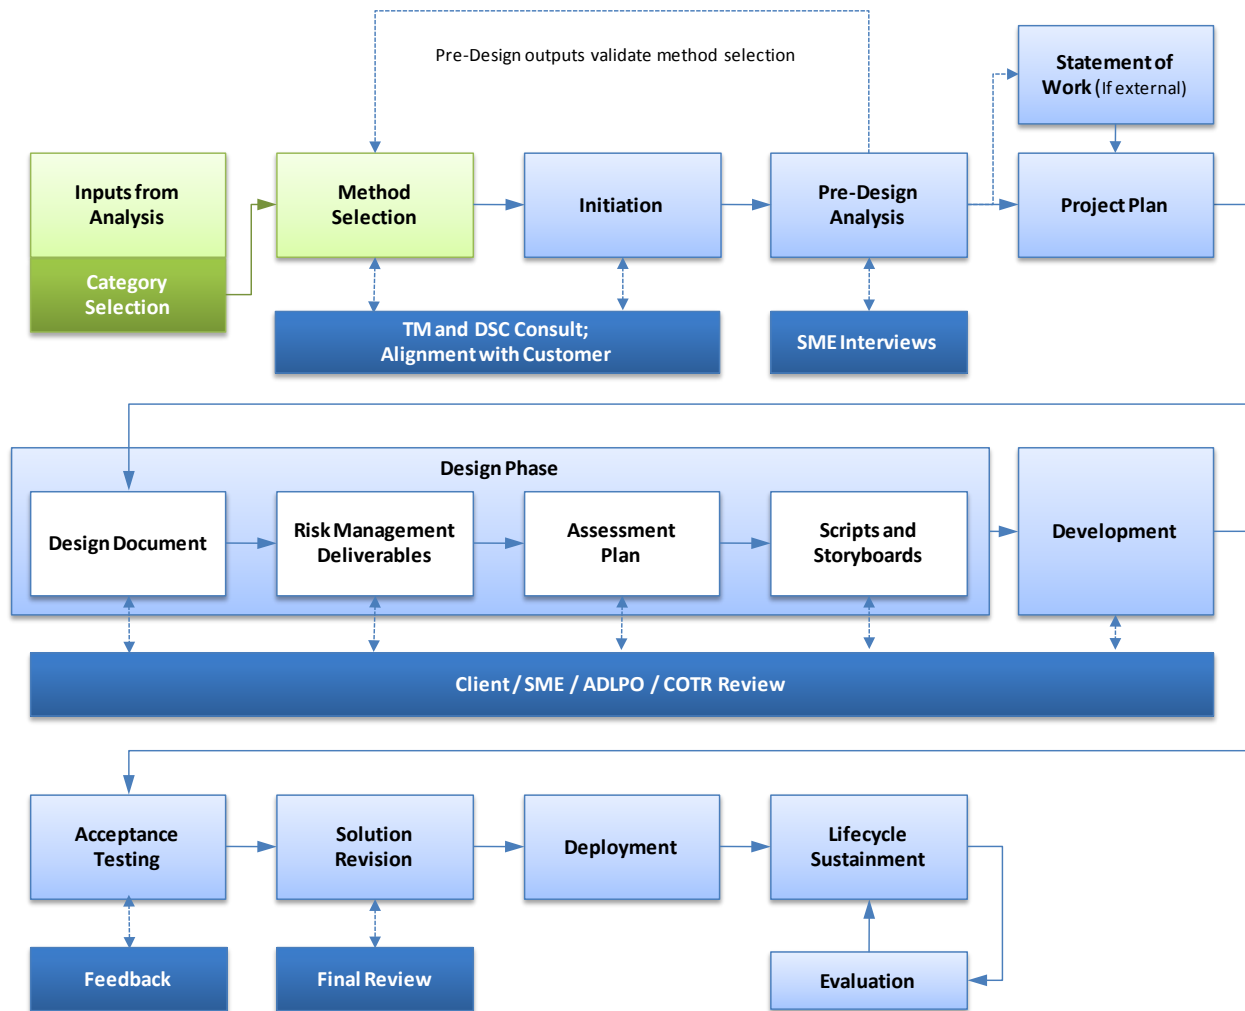 Pre-Design outputs validate method selection
Statement of
Work (If external)
Inputs from
Analysis
Category
Selection
Method
Selection
Initiation
Pre-Design
Analysis
Project Plan
TM and DSC Consult;
Alignment with Customer
SME Interviews
Design Phase
Design Document
Risk Management
Deliverables
Assessment
Plan
Scripts and
Storyboards
Development
Client / SME / ADLPO / COTR Review
Acceptance
Testing
Solution
Revision
Deployment
Lifecycle
Sustainment
Feedback
Final Review
Evaluation